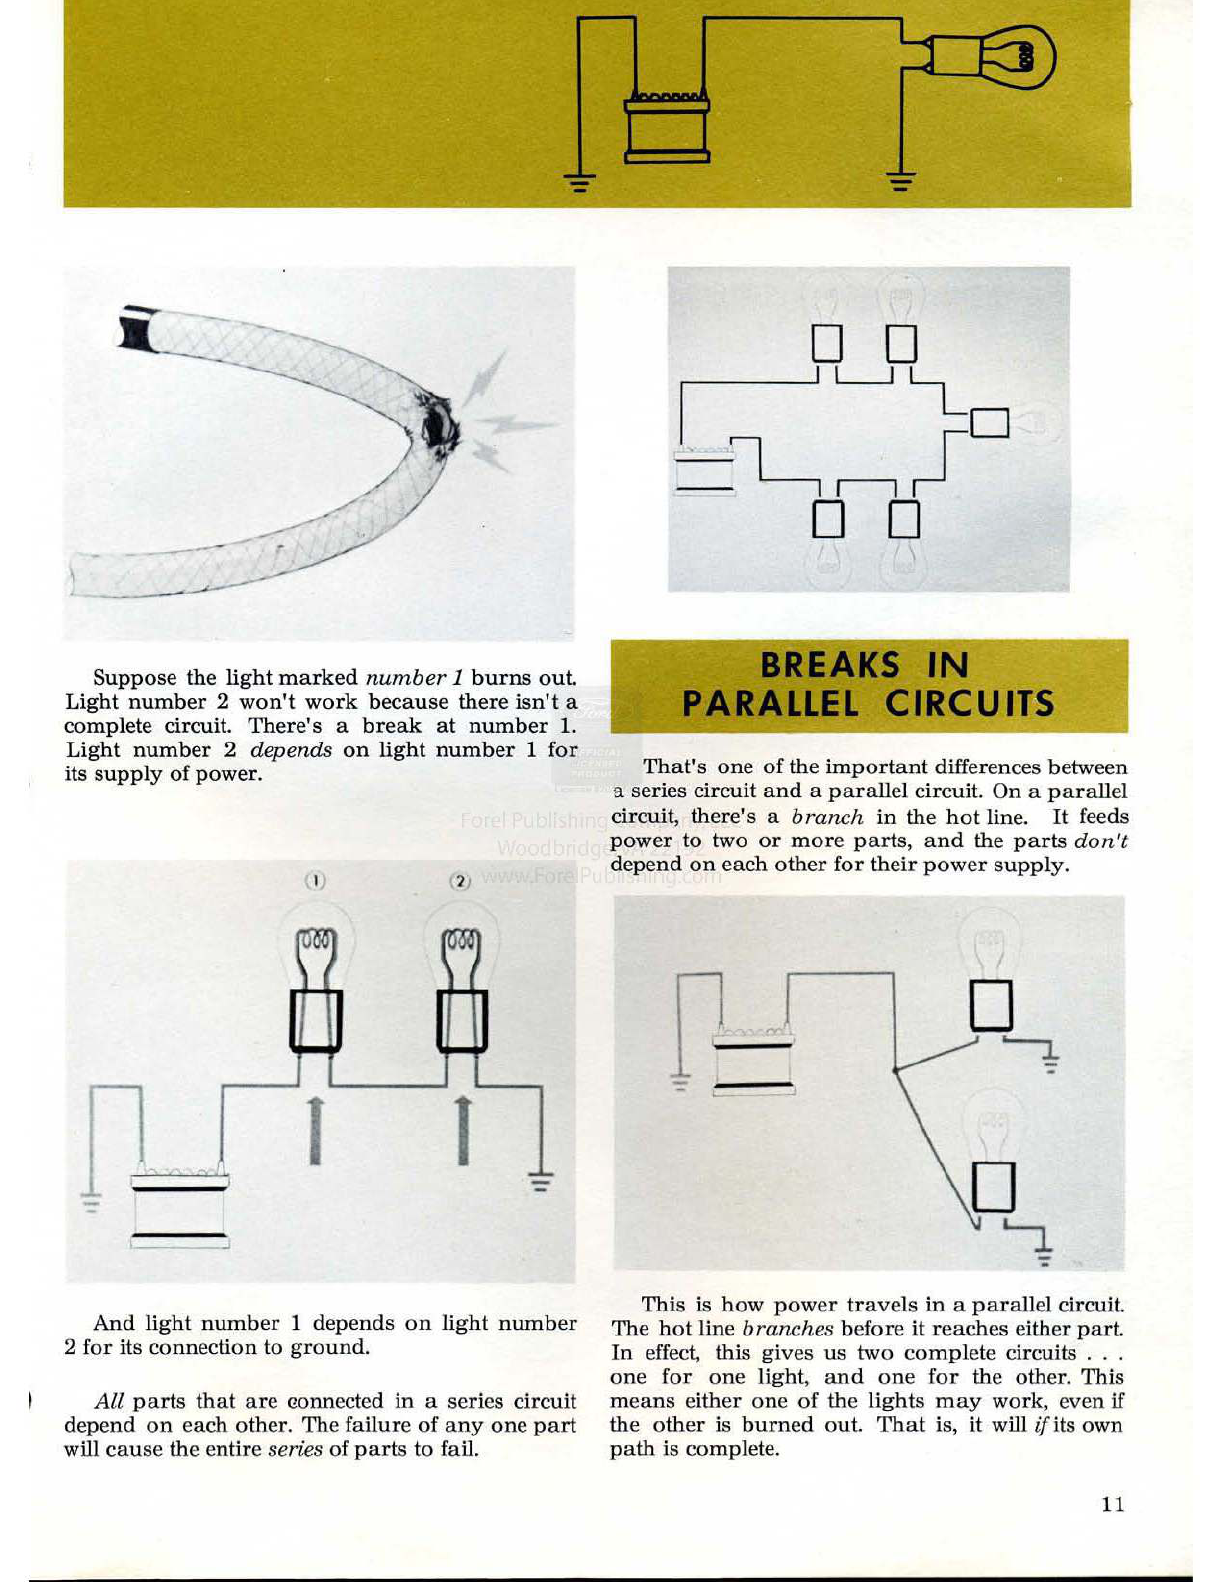 Suppose the light marked number 1 burns out.
Light number 2 won't work because there isn't a
complete circuit. There's a break at number 1.
Light number 2 depends on light number 1 for
its supply of power.
1
2
And light number 1 depends on light number
2 for its connection to ground.
All parts that are connected in a series circuit
depend on each other. The failure of any one part
will cause the entire series of parts to fail.
BREAKS IN
PARALLEL CIRCUITS
That's one of the important differences between
a series circuit and a parallel circuit. On a parallel
circuit, there's a branch in the hot line. It feeds
power to two or more parts, and the parts don't
depend on each other for their power supply.
This is how power travels in a parallel circuit.
The hot line branches before it reaches either part.
In effect, this gives us two complete circuits . . .
one for one light, and one for the other. This
means either one of the lights may work, even if
the other is burned out. That is, it will if its own
path is complete.
11
Ford
OFFICIAL
LICENSED
PRODUCT
Forel Publishing Company, LLC
Woodbridge, VA 22192
www.ForelPublishing.com